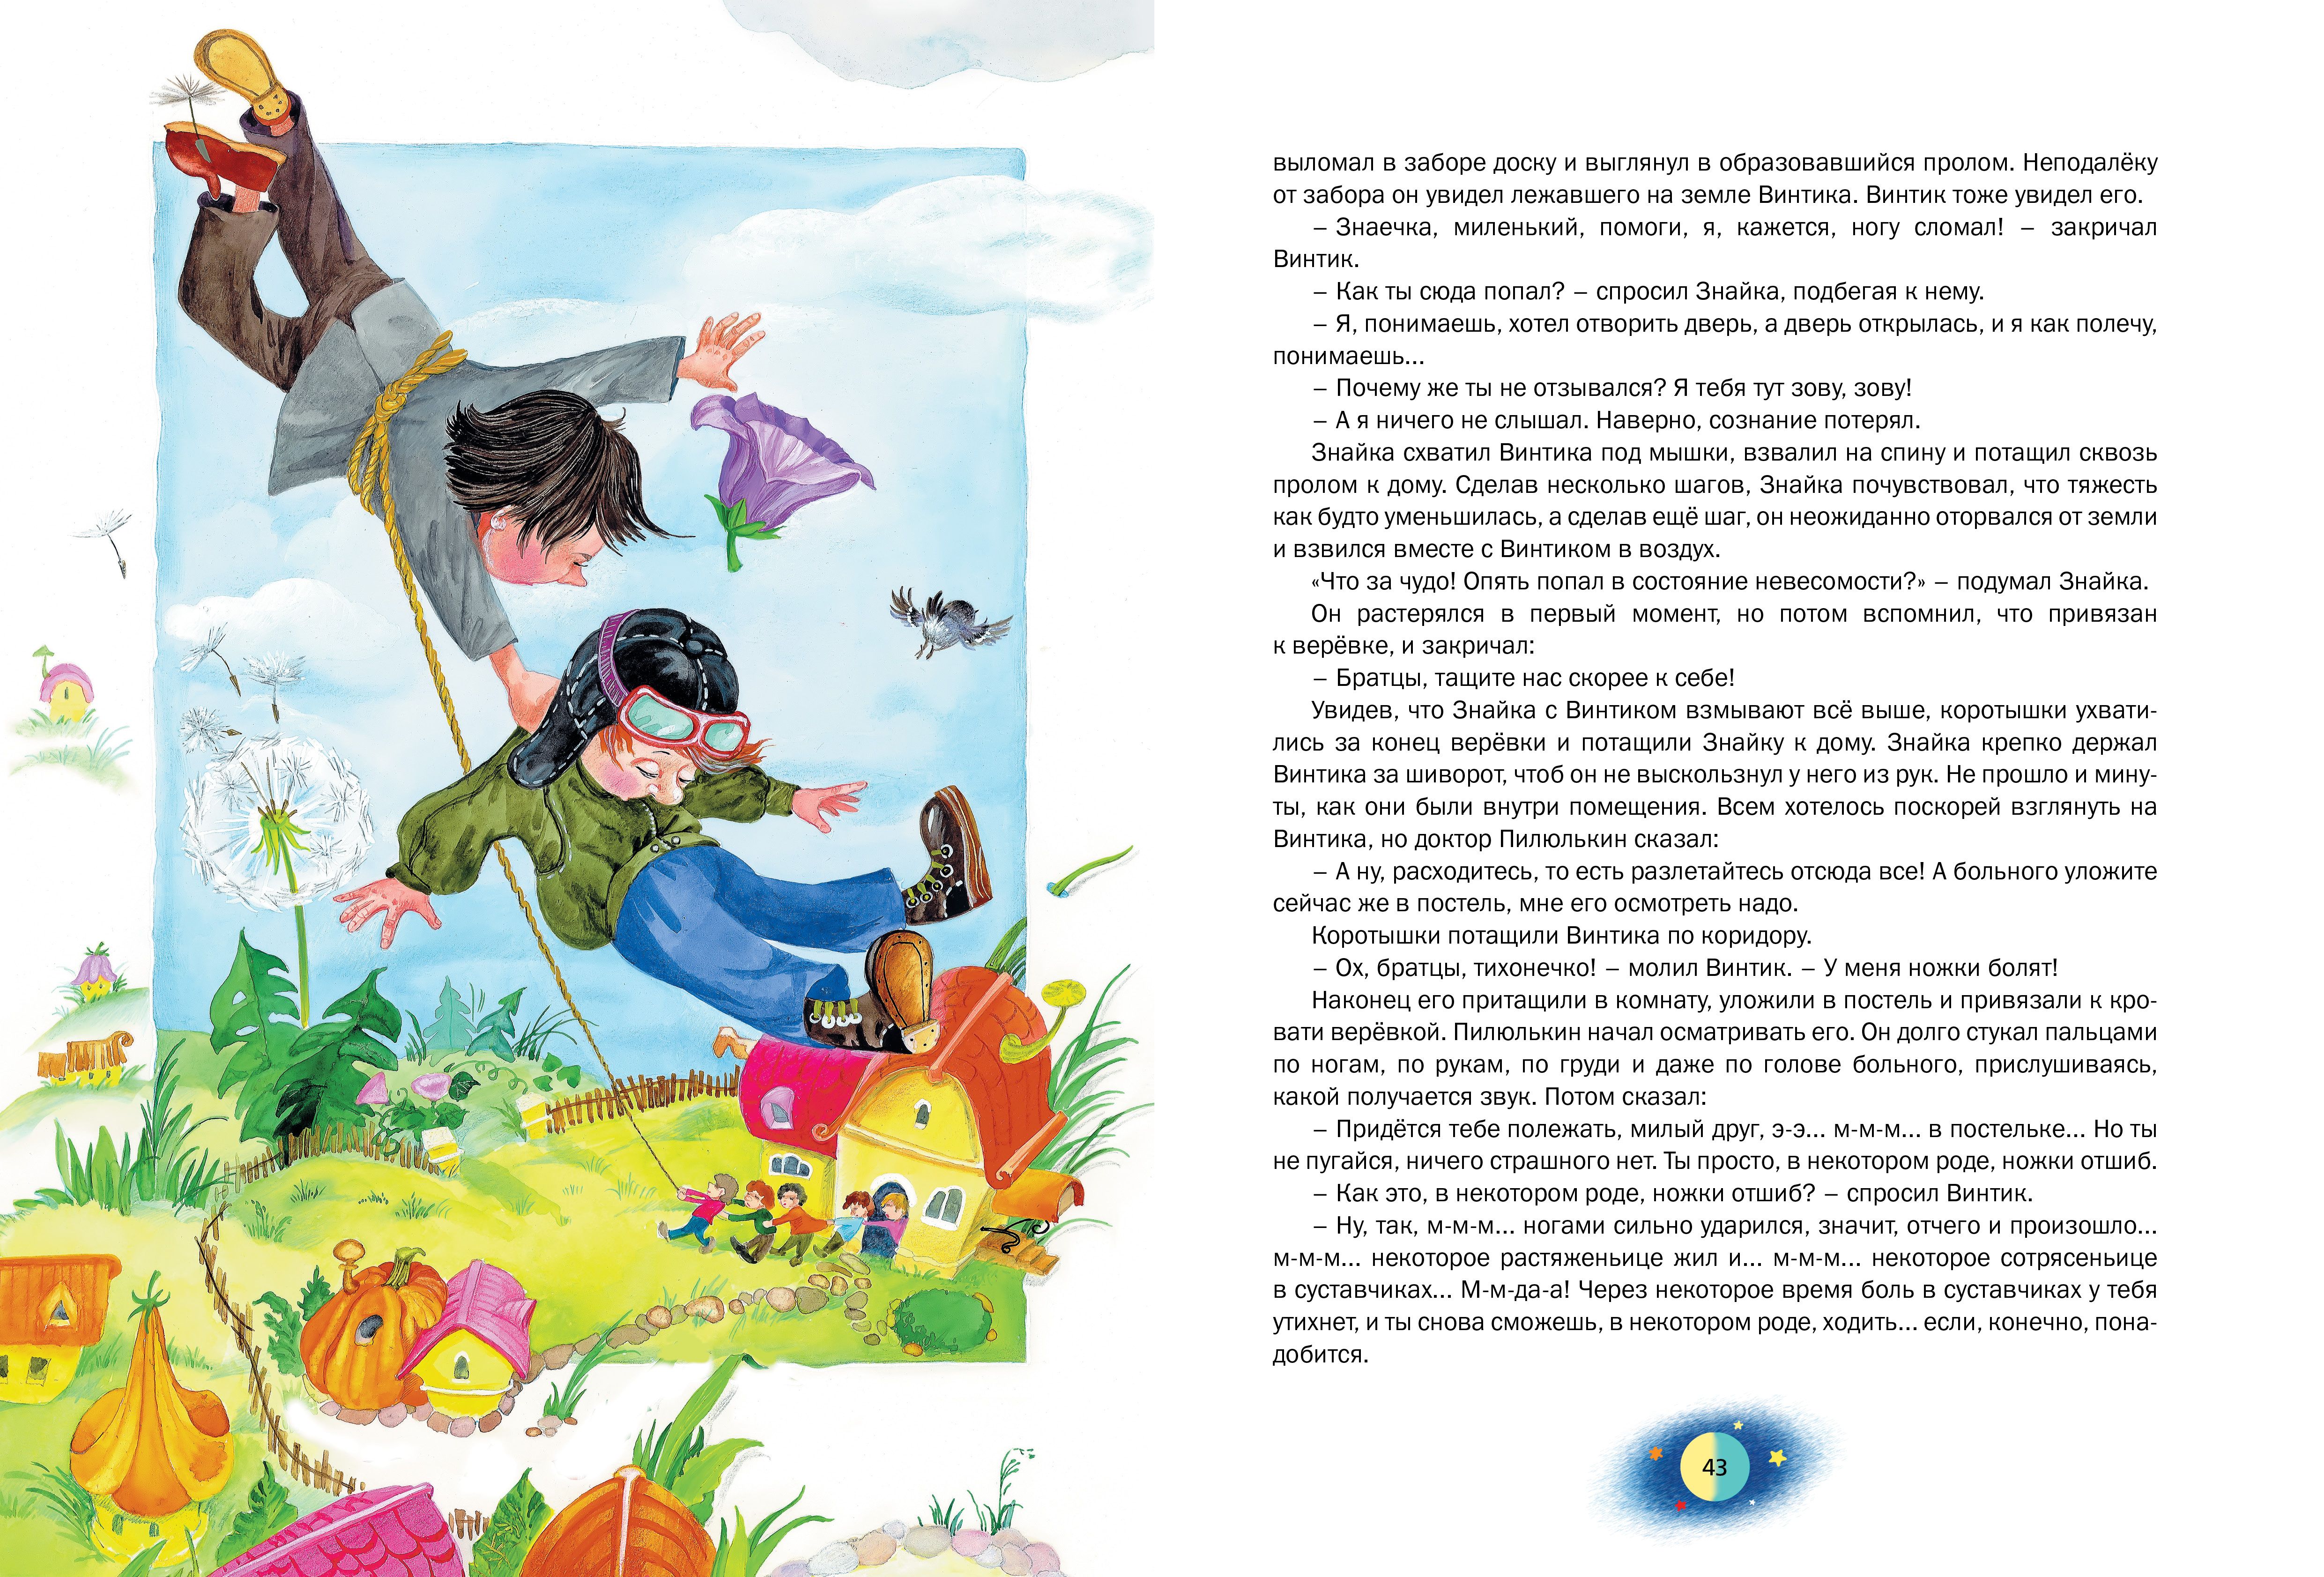 выломал в заборе доску и выглянул в образовавшийся пролом. Неподалёку
от забора он увидел лежавшего на земле Винтика. Винтик тоже увидел его.
– Знаечка, миленький, помоги, я, кажется, ногу сломал! – закричал
Винтик.
– Как ты сюда попал? – спросил Знайка, подбегая к нему.
– Я, понимаешь, хотел отворить дверь, а дверь открылась, и я как полечу,
понимаешь...
– Почему же ты не отзывался? Я тебя тут зову, зову!
– А я ничего не слышал. Наверно, сознание потерял.
Знайка схватил Винтика под мышки, взвалил на спину и потащил сквозь
пролом к дому. Сделав несколько шагов, Знайка почувствовал, что тяжесть
как будто уменьшилась, а сделав ещё шаг, он неожиданно оторвался от земли
и взвился вместе с Винтиком в воздух.
«Что за чудо! Опять попал в состояние невесомости?» – подумал Знайка.
Он растерялся в первый момент, но потом вспомнил, что привязан
к верёвке, и закричал:
– Братцы, тащите нас скорее к себе!
Увидев, что Знайка с Винтиком взмывают всё выше, коротышки ухвати-
лись за конец верёвки и потащили Знайку к дому. Знайка крепко держал
Винтика за шиворот, чтоб он не выскользнул у него из рук. Не прошло и мину-
ты, как они были внутри помещения. Всем хотелось поскорей взглянуть на
Винтика, но доктор Пилюлькин сказал:
– А ну, расходитесь, то есть разлетайтесь отсюда все! А больного уложите
сейчас же в постель, мне его осмотреть надо.
Коротышки потащили Винтика по коридору.
– Ох, братцы, тихонечко! – молил Винтик. – У меня ножки болят!
Наконец его притащили в комнату, уложили в постель и привязали к кро-
вати верёвкой. Пилюлькин начал осматривать его. Он долго стукал пальцами
по ногам, по рукам, по груди и даже по голове больного, прислушиваясь,
какой получается звук. Потом сказал:
– Придётся тебе полежать, милый друг, э-э... м-м-м... в постельке... Но ты
не пугайся, ничего страшного нет. Ты просто, в некотором роде, ножки отшиб.
– Как это, в некотором роде, ножки отшиб? – спросил Винтик.
– Ну, так, м-м-м... ногами сильно ударился, значит, отчего и произошло...
м-м-м... некоторое растяженьице жил и... м-м-м... некоторое сотрясеньице
в суставчиках... М-м-да-а! Через некоторое время боль в суставчиках у тебя
утихнет, и ты снова сможешь, в некотором роде, ходить... если, конечно, пона-
добится.
43